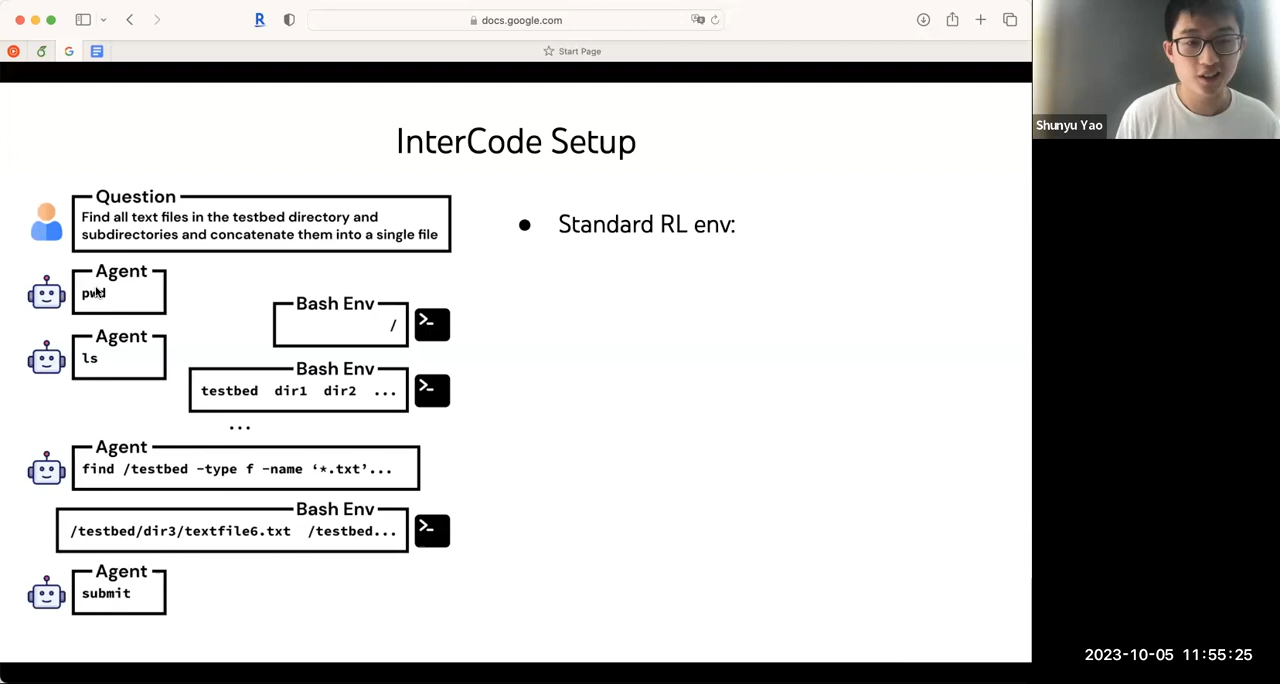 docs.google.com
Start Page
Shunyu Yao
InterCode Setup
Question
Find all text files in the testbed directory and
subdirectories and concatenate them into a single file
Standard RL env:
Agent
pwd
Bash Env
/
Agent
ls
Bash Env
testbed dir1 dir2 ...
...
Agent
find /testbed -type f -name ‘*.txt’...
Bash Env
/testbed/dir3/textfile6.txt /testbed...
Agent
submit
2023-10-05 11:55:25